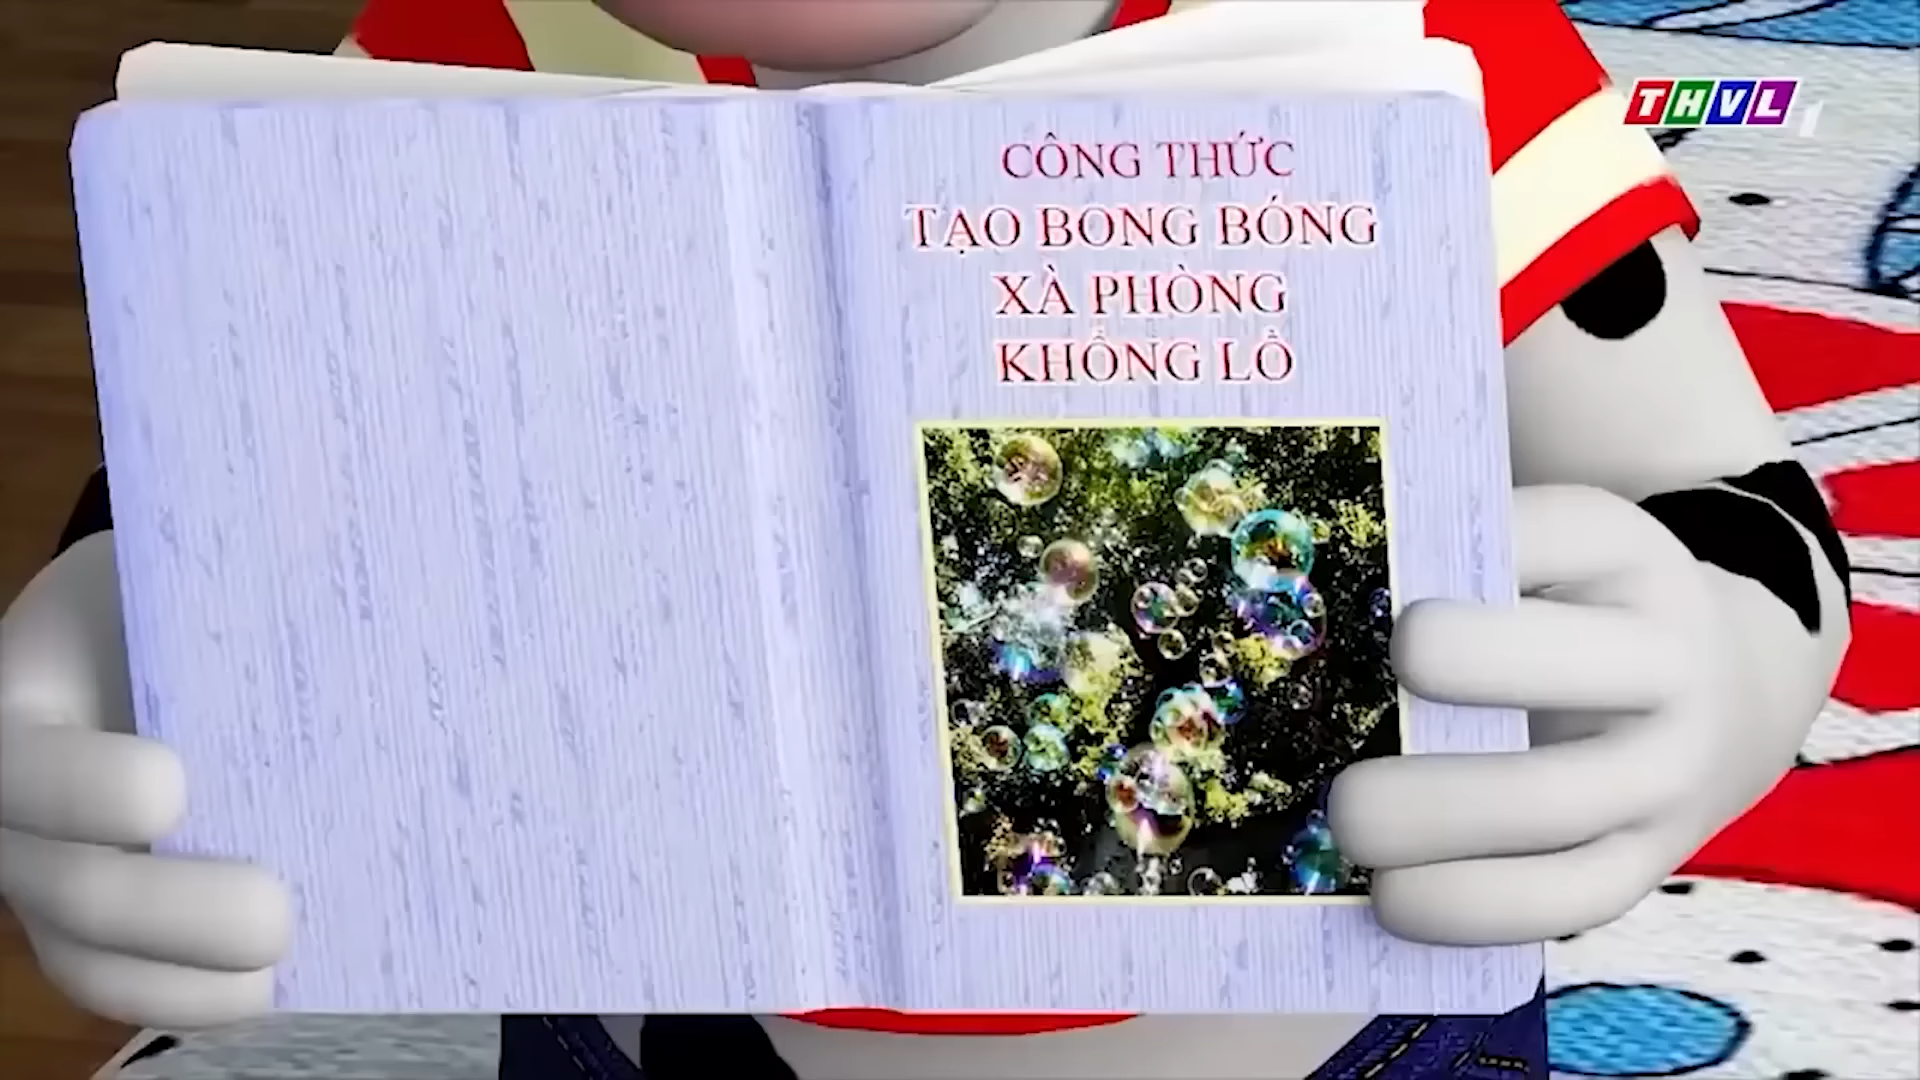 THVL1
CÔNG THỨC
TẠO BONG BÓNG
XÀ PHÒNG
KHỔNG LỒ